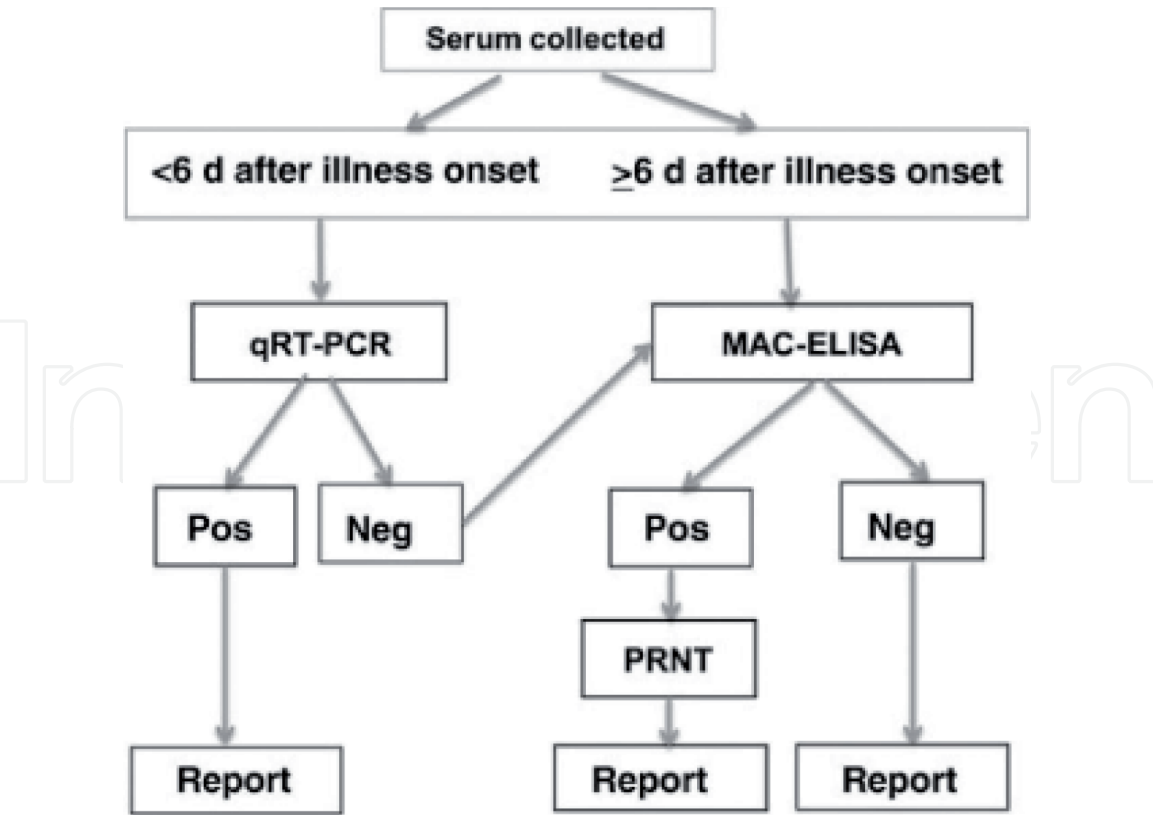 Serum collected
<6 d after illness onset
≥6 d after illness onset
qRT-PCR
MAC-ELISA
Pos
Neg
Pos
Neg
PRNT
Report
Report
Report